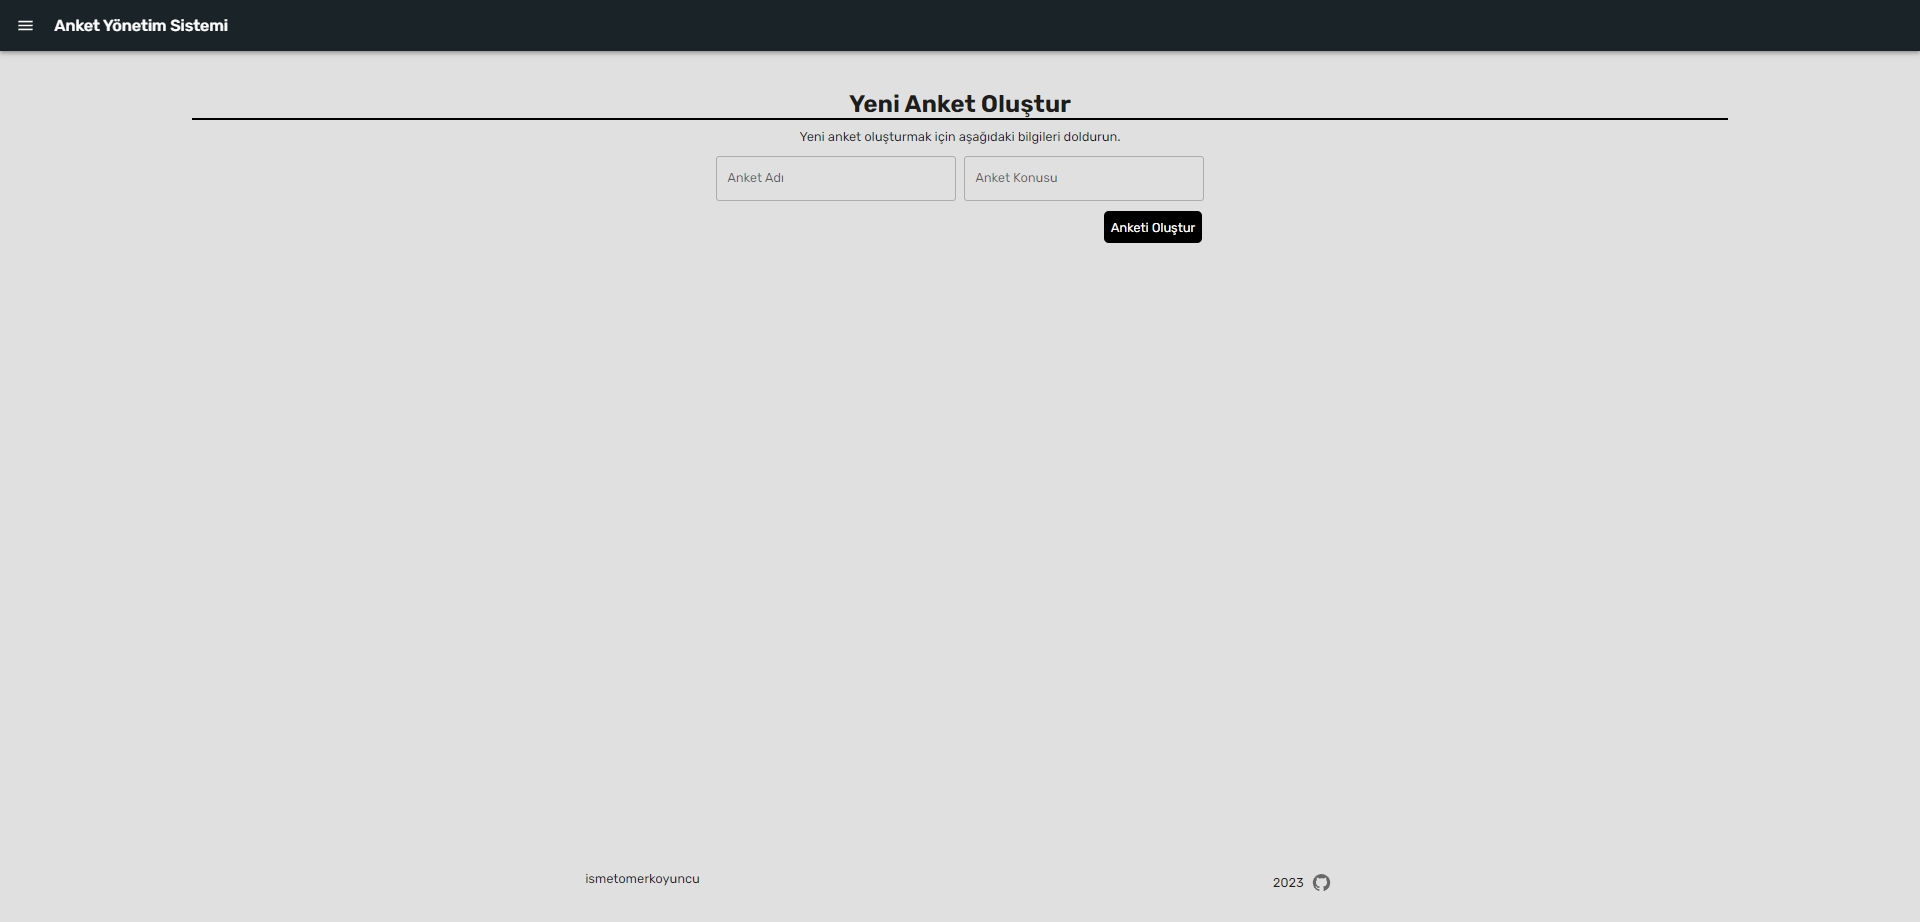 Anket Yönetim Sistemi
Yeni Anket Oluştur
Yeni anket oluşturmak için aşağıdaki bilgileri doldurun.
Anket Adı
Anket Konusu
Anketi Oluştur
ismetomerkoyuncu
2023